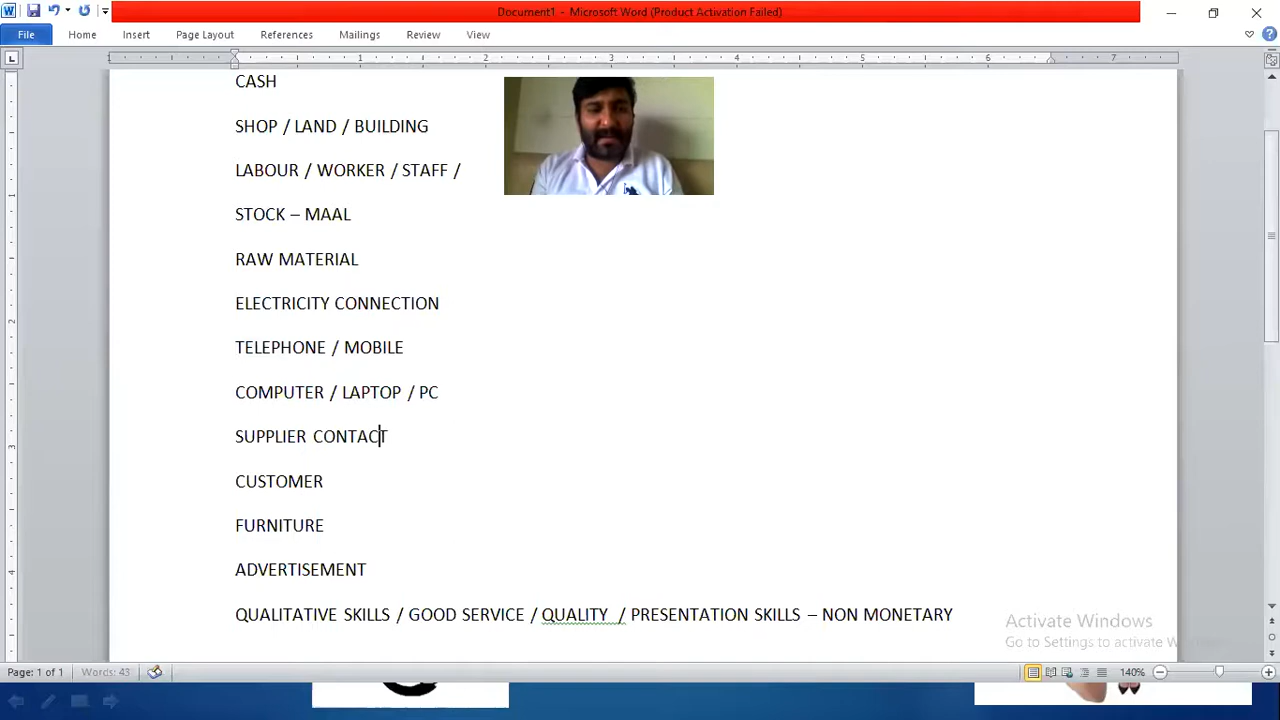 Document1 - Microsoft Word (Product Activation Failed)
File Home Insert Page Layout References Mailings Review View
CASH
SHOP / LAND / BUILDING
LABOUR / WORKER / STAFF /
STOCK – MAAL
RAW MATERIAL
ELECTRICITY CONNECTION
TELEPHONE / MOBILE
COMPUTER / LAPTOP / PC
SUPPLIER CONTACT
CUSTOMER
FURNITURE
ADVERTISEMENT
QUALITATIVE SKILLS / GOOD SERVICE / QUALITY / PRESENTATION SKILLS – NON MONETARY
Activate Windows
Go to Settings to activate W
Page: 1 of 1 Words: 43 140%